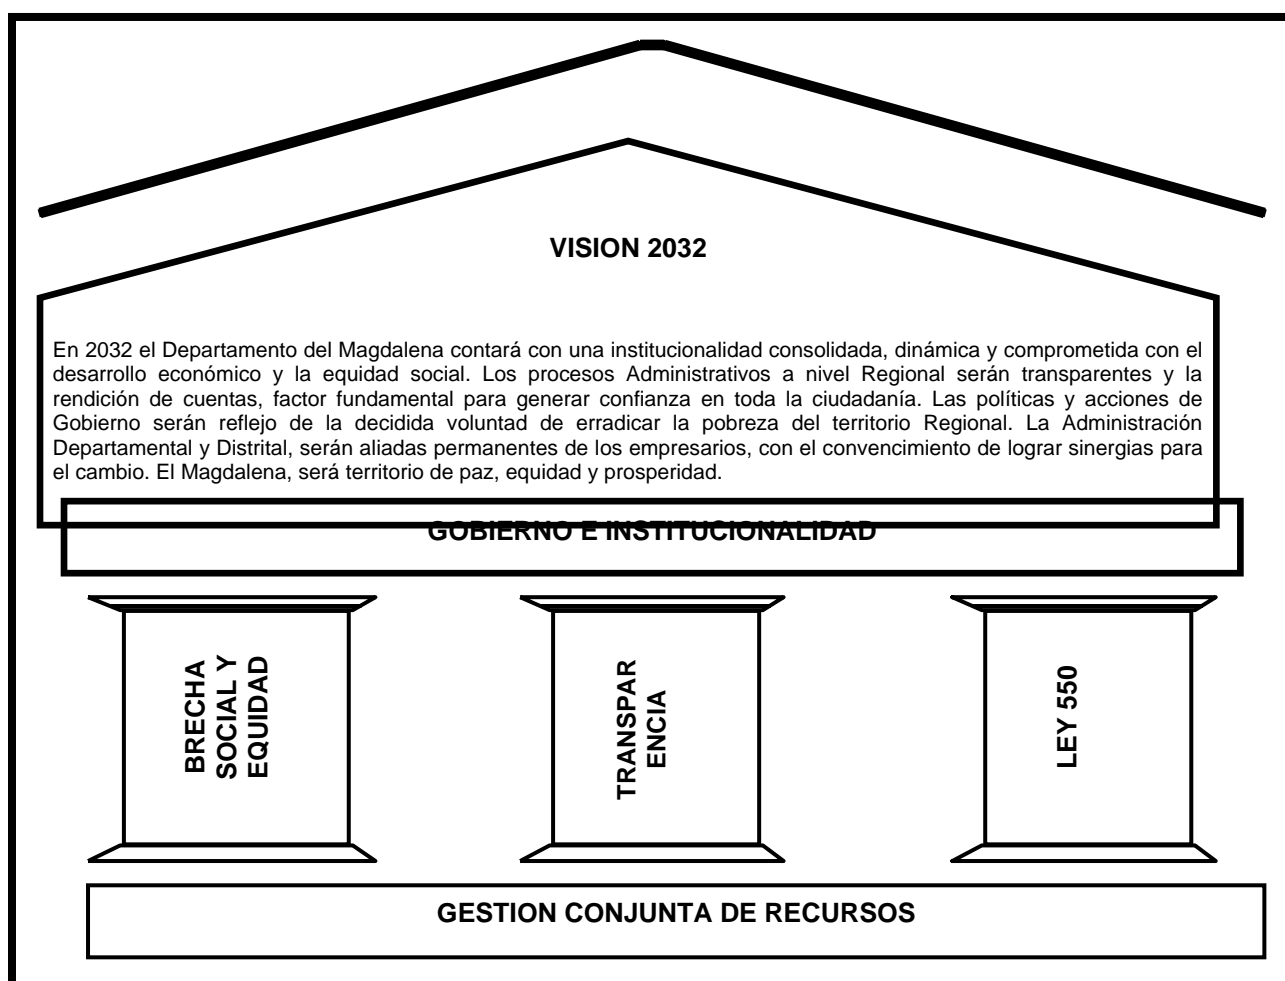 VISION 2032
En 2032 el Departamento del Magdalena contará con una institucionalidad consolidada, dinámica y comprometida con el
desarrollo económico y la equidad social. Los procesos Administrativos a nivel Regional serán transparentes y la
rendición de cuentas, factor fundamental para generar confianza en toda la ciudadanía. Las políticas y acciones de
Gobierno serán reflejo de la decidida voluntad de erradicar la pobreza del territorio Regional. La Administración
Departamental y Distrital, serán aliadas permanentes de los empresarios, con el convencimiento de lograr sinergias para
el cambio. El Magdalena, será territorio de paz, equidad y prosperidad.
GOBIERNO E INSTITUCIONALIDAD
BRECHA
SOCIAL Y
EQUIDAD
TRANSPAR
ENCIA
LEY 550
GESTION CONJUNTA DE RECURSOS